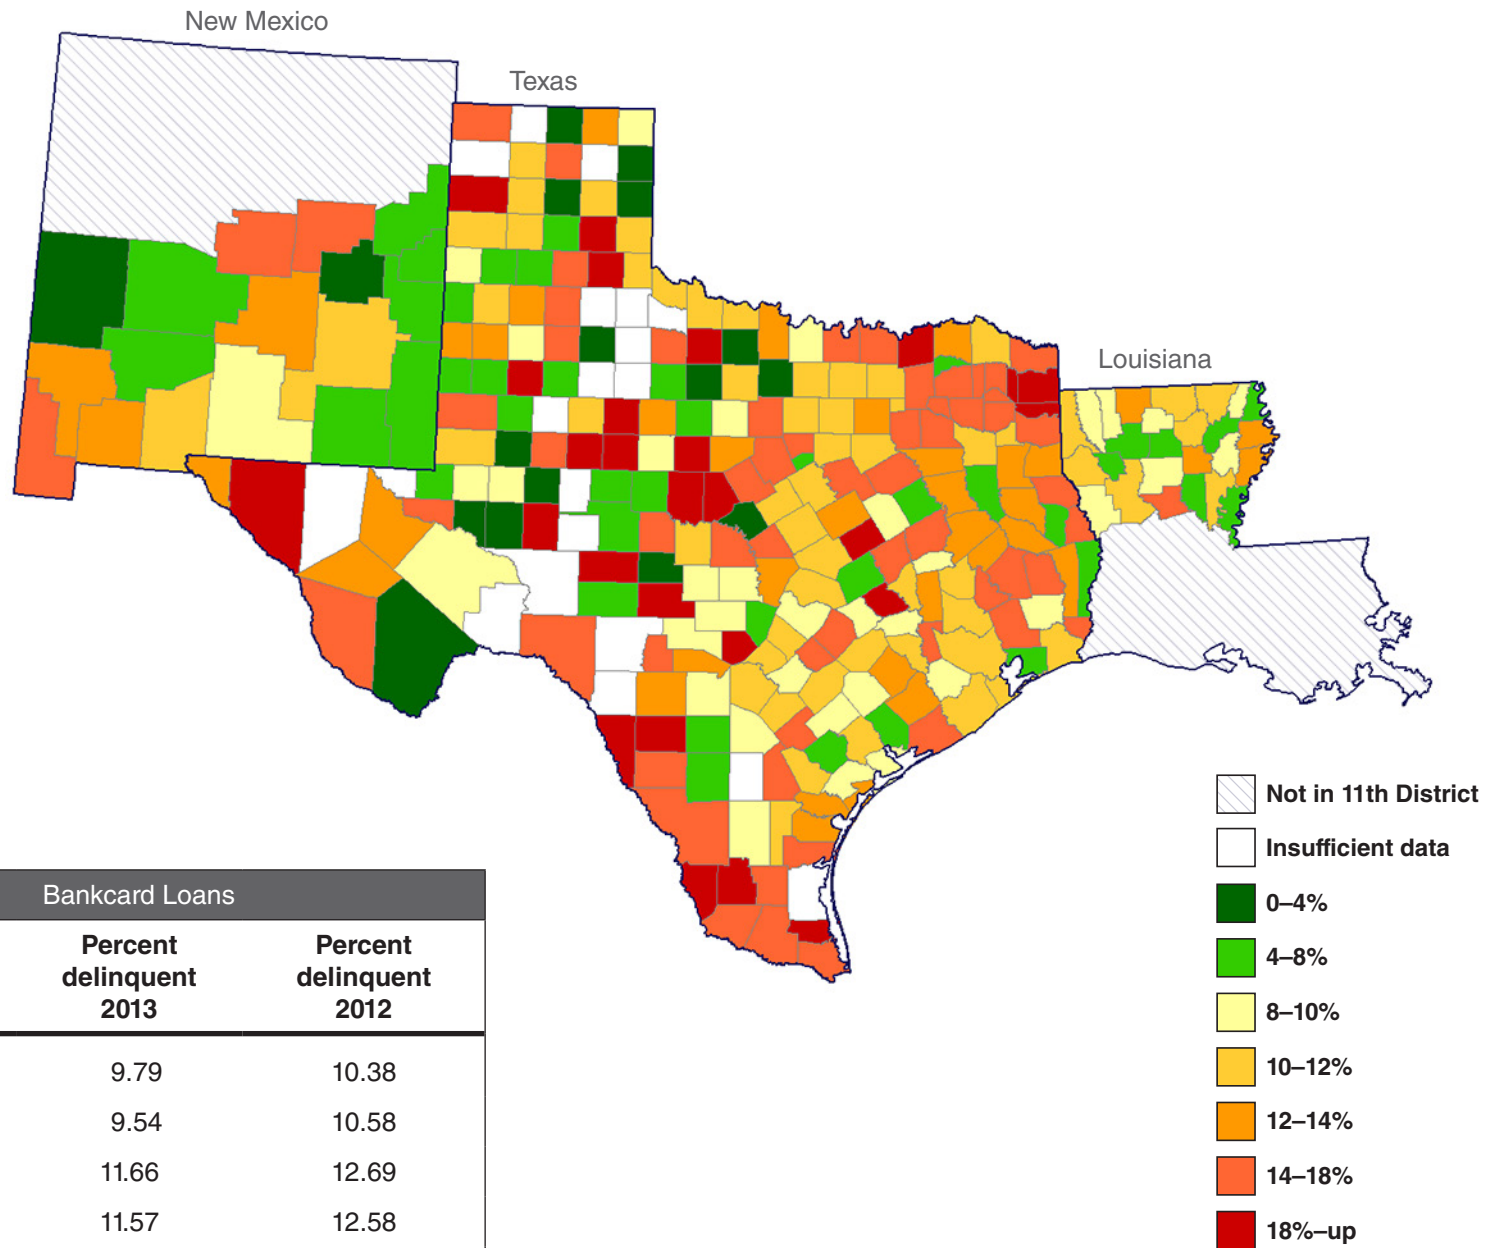 New Mexico
Texas
Louisiana
Not in 11th District
Insufficient data
0–4%
4–8%
8–10%
10–12%
12–14%
14–18%
18%–up
Bankcard Loans
Percent delinquent 2013
Percent delinquent 2012
9.79 10.38
9.54 10.58
11.66 12.69
11.57 12.58